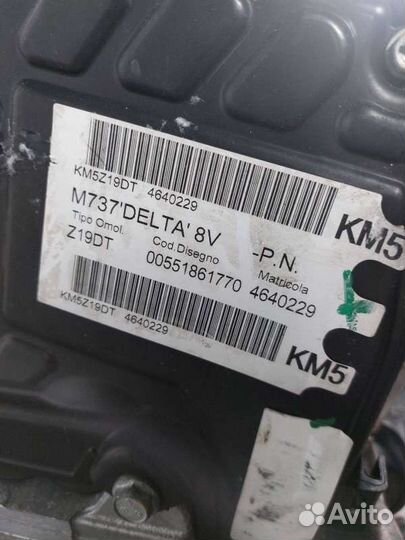 KM5Z19DT 4640229
M737'DELTA' 8V -P.N.
Tipo Omol. Cod.Disegno Matricola
Z19DT 00551861770 4640229
KM5Z19DT 4640229
KM5
KM5
Avito